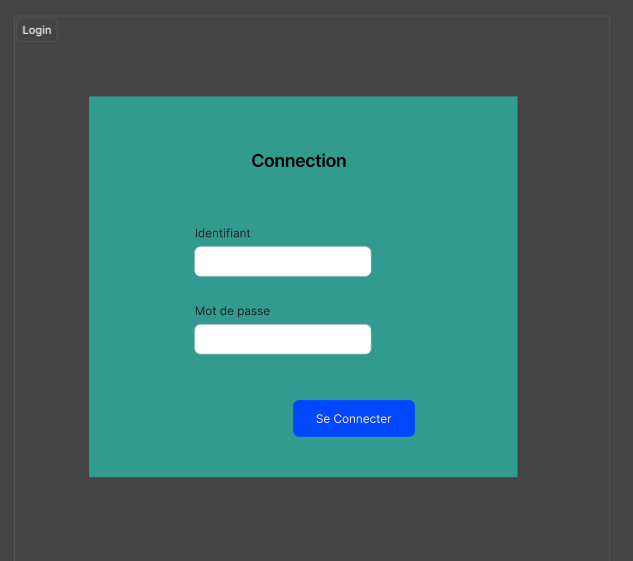 Login
Connection
Identifiant
Mot de passe
Se Connecter